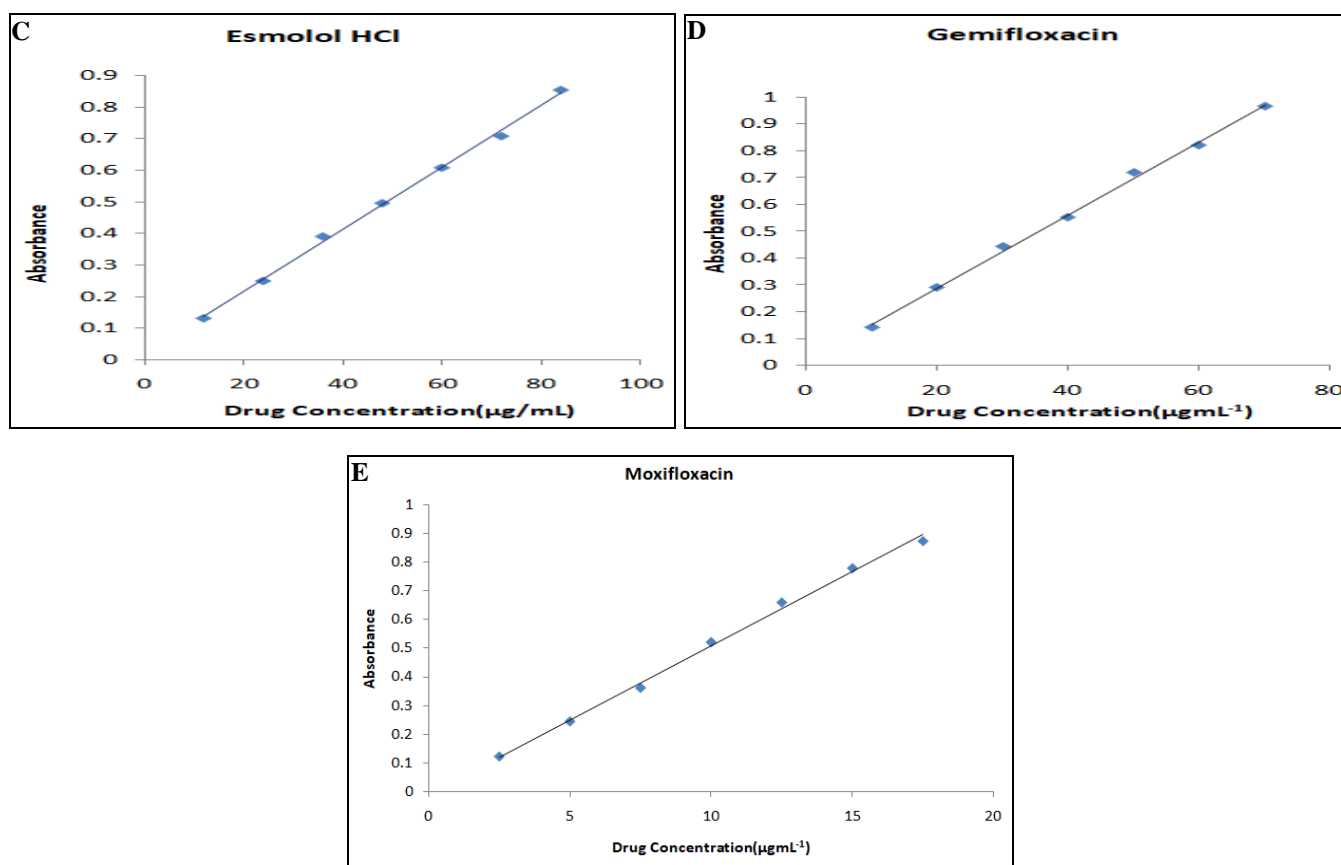 C
Esmolol HCl
0.9
0.8
0.7
0.6
0.5
0.4
0.3
0.2
0.1
0
Absorbance
0 20 40 60 80 100
Drug Concentration(µg/mL)
D
Gemifloxacin
1
0.9
0.8
0.7
0.6
0.5
0.4
0.3
0.2
0.1
0
Absorbance
0 20 40 60 80
Drug Concentration(µgmL⁻¹)
E
Moxifloxacin
1
0.9
0.8
0.7
0.6
0.5
0.4
0.3
0.2
0.1
0
Absorbance
0 5 10 15 20
Drug Concentration(µgmL⁻¹)